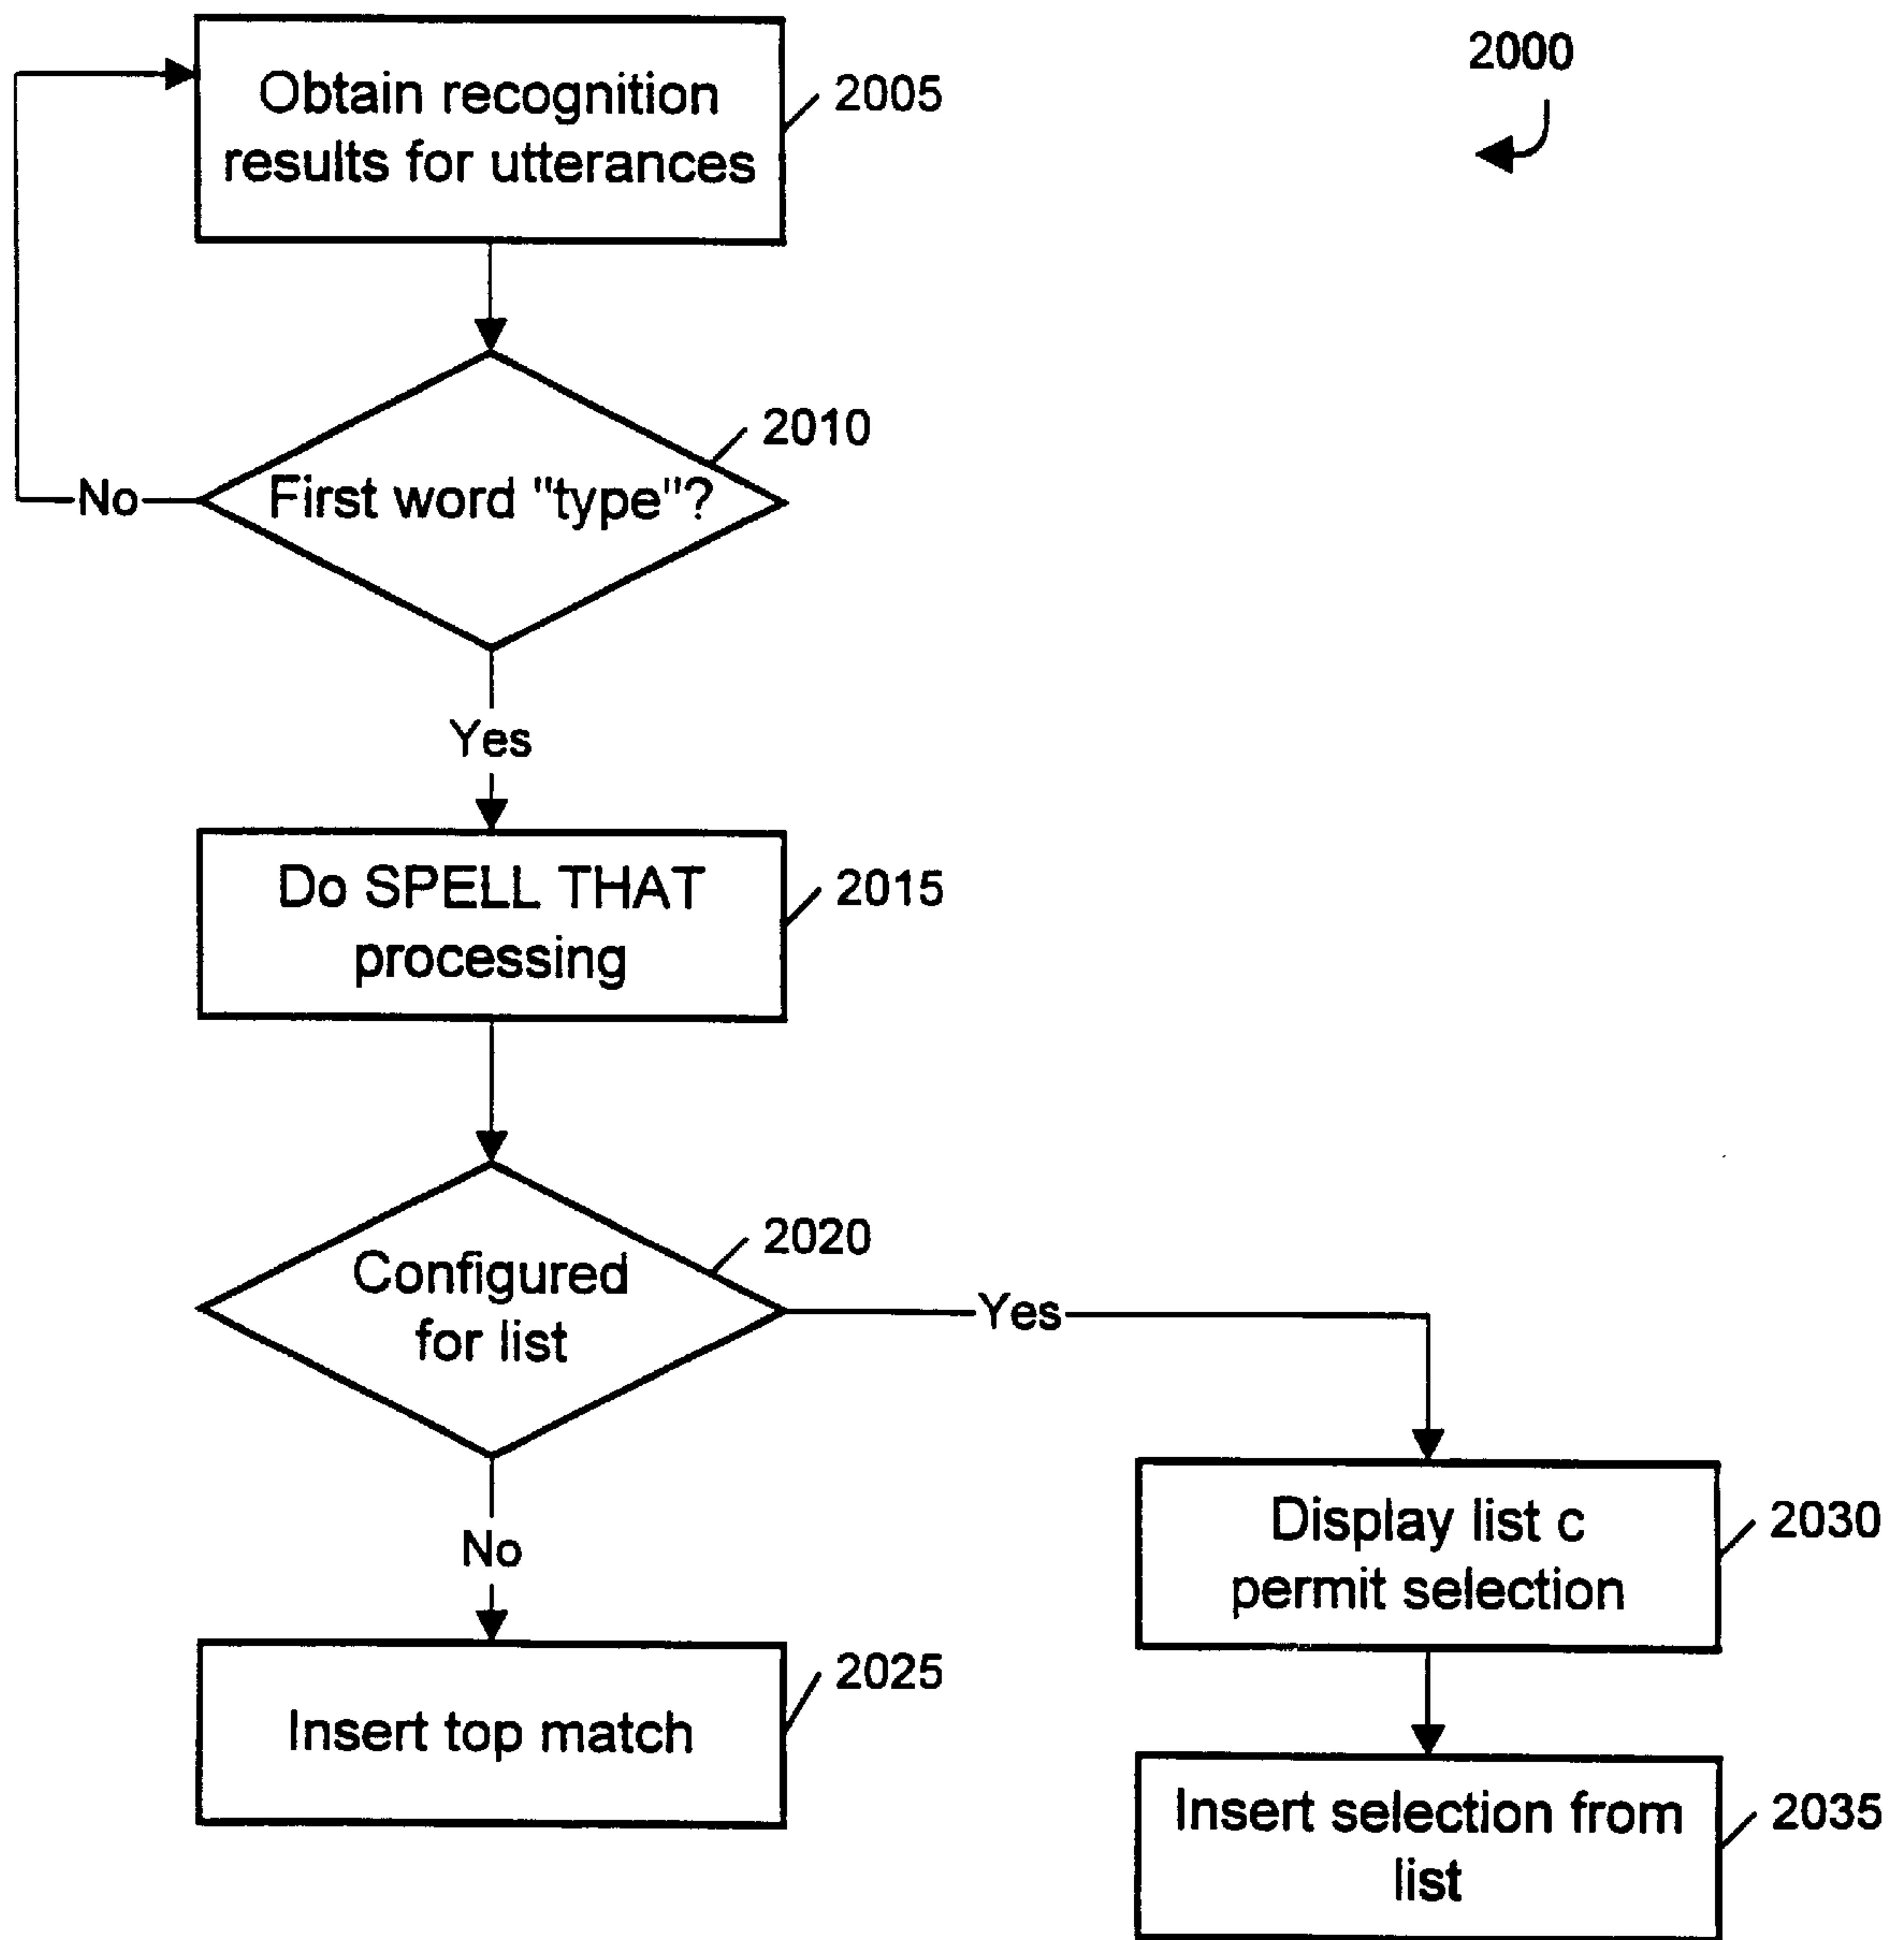 2000
Obtain recognition
results for utterances
2005
First word "type"?
2010
No
Yes
Do SPELL THAT
processing
2015
Configured
for list
2020
Yes
No
Insert top match
2025
Display list c
permit selection
2030
Insert selection from
list
2035